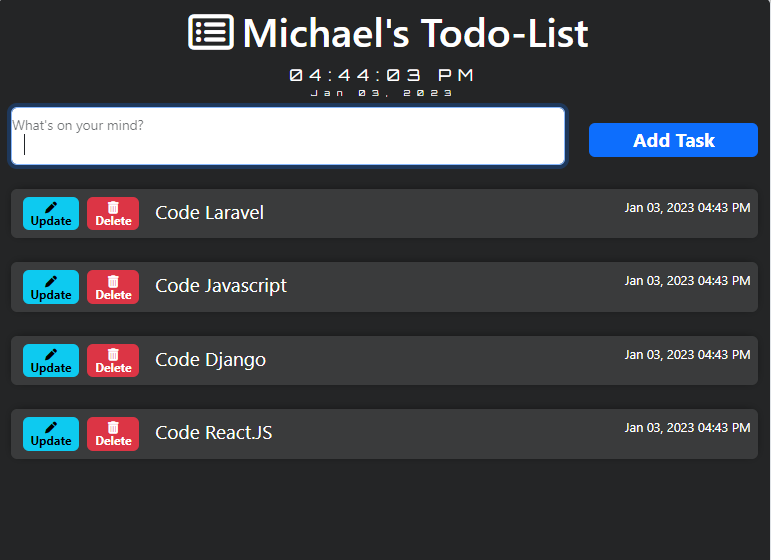 Michael's Todo-List
04:44:03 PM
Jan 03, 2023
What's on your mind?
Add Task
Update Delete Code Laravel Jan 03, 2023 04:43 PM
Update Delete Code Javascript Jan 03, 2023 04:43 PM
Update Delete Code Django Jan 03, 2023 04:43 PM
Update Delete Code React.JS Jan 03, 2023 04:43 PM